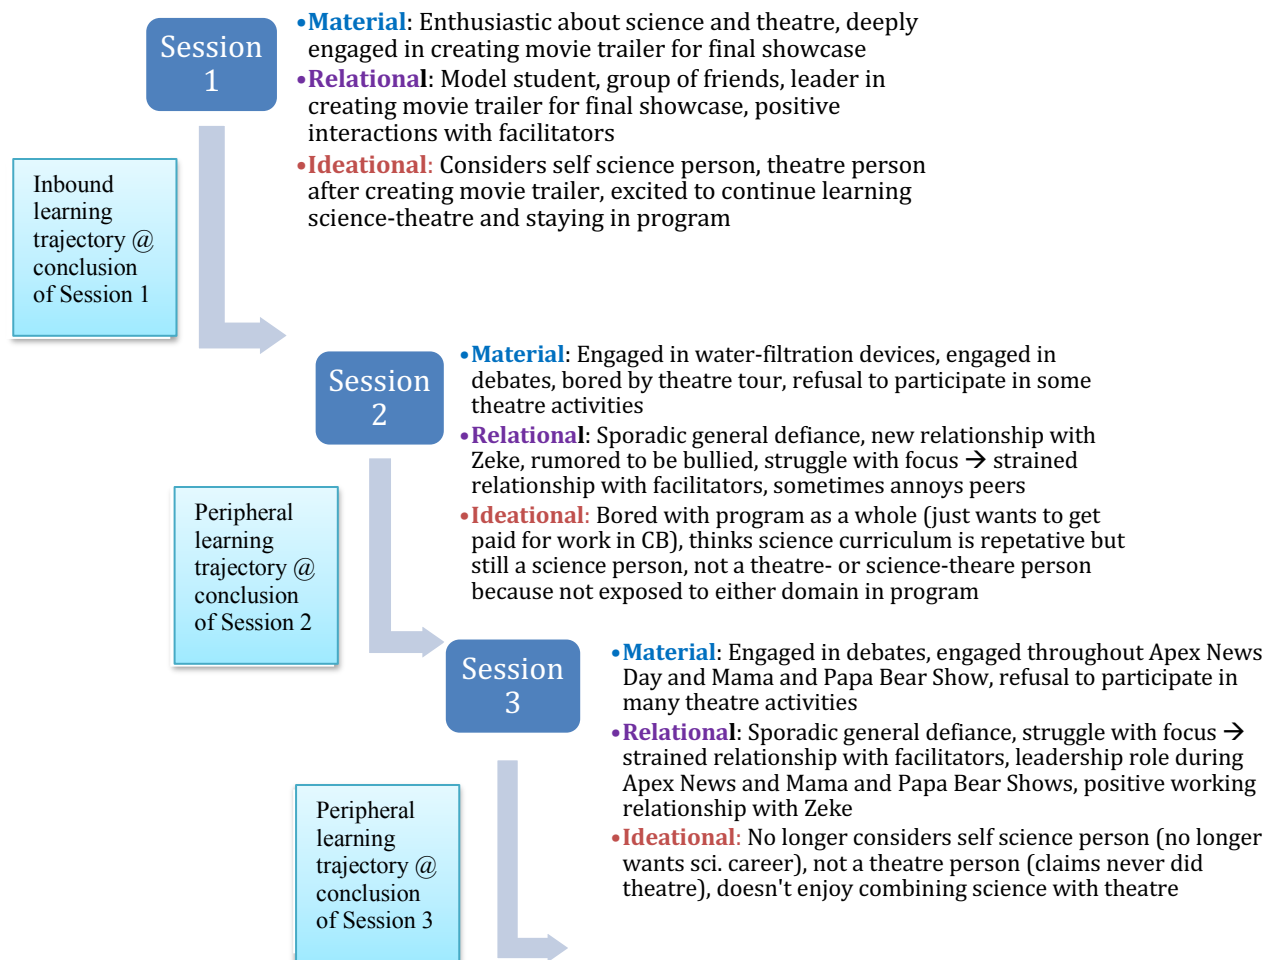 Session
1
•Material: Enthusiastic about science and theatre, deeply
engaged in creating movie trailer for final showcase
•Relational: Model student, group of friends, leader in
creating movie trailer for final showcase, positive
interactions with facilitators
•Ideational: Considers self science person, theatre person
after creating movie trailer, excited to continue learning
science-theatre and staying in program
Inbound
learning
trajectory @
conclusion
of Session 1
Session
2
•Material: Engaged in water-filtration devices, engaged in
debates, bored by theatre tour, refusal to participate in some
theatre activities
•Relational: Sporadic general defiance, new relationship with
Zeke, rumored to be bullied, struggle with focus → strained
relationship with facilitators, sometimes annoys peers
•Ideational: Bored with program as a whole (just wants to get
paid for work in CB), thinks science curriculum is repetative but
still a science person, not a theatre- or science-theare person
because not exposed to either domain in program
Peripheral
learning
trajectory @
conclusion
of Session 2
Session
3
•Material: Engaged in debates, engaged throughout Apex News
Day and Mama and Papa Bear Show, refusal to participate in
many theatre activities
•Relational: Sporadic general defiance, struggle with focus →
strained relationship with facilitators, leadership role during
Apex News and Mama and Papa Bear Shows, positive working
relationship with Zeke
•Ideational: No longer considers self science person (no longer
wants sci. career), not a theatre person (claims never did
theatre), doesn't enjoy combining science with theatre
Peripheral
learning
trajectory @
conclusion
of Session 3